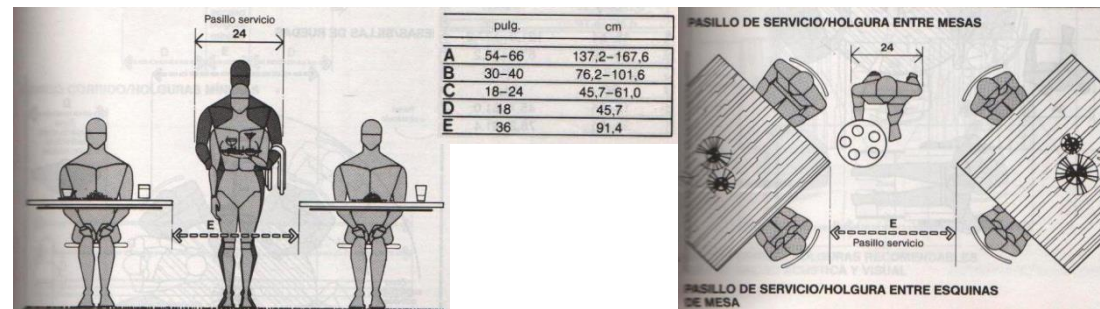 Pasillo servicio
24
E
pulg. cm
A 54–66 137,2–167,6
B 30–40 76,2–101,6
C 18–24 45,7–61,0
D 18 45,7
E 36 91,4
PASILLO DE SERVICIO/HOLGURA ENTRE MESAS
24
E
Pasillo servicio
PASILLO DE SERVICIO/HOLGURA ENTRE ESQUINAS
DE MESA